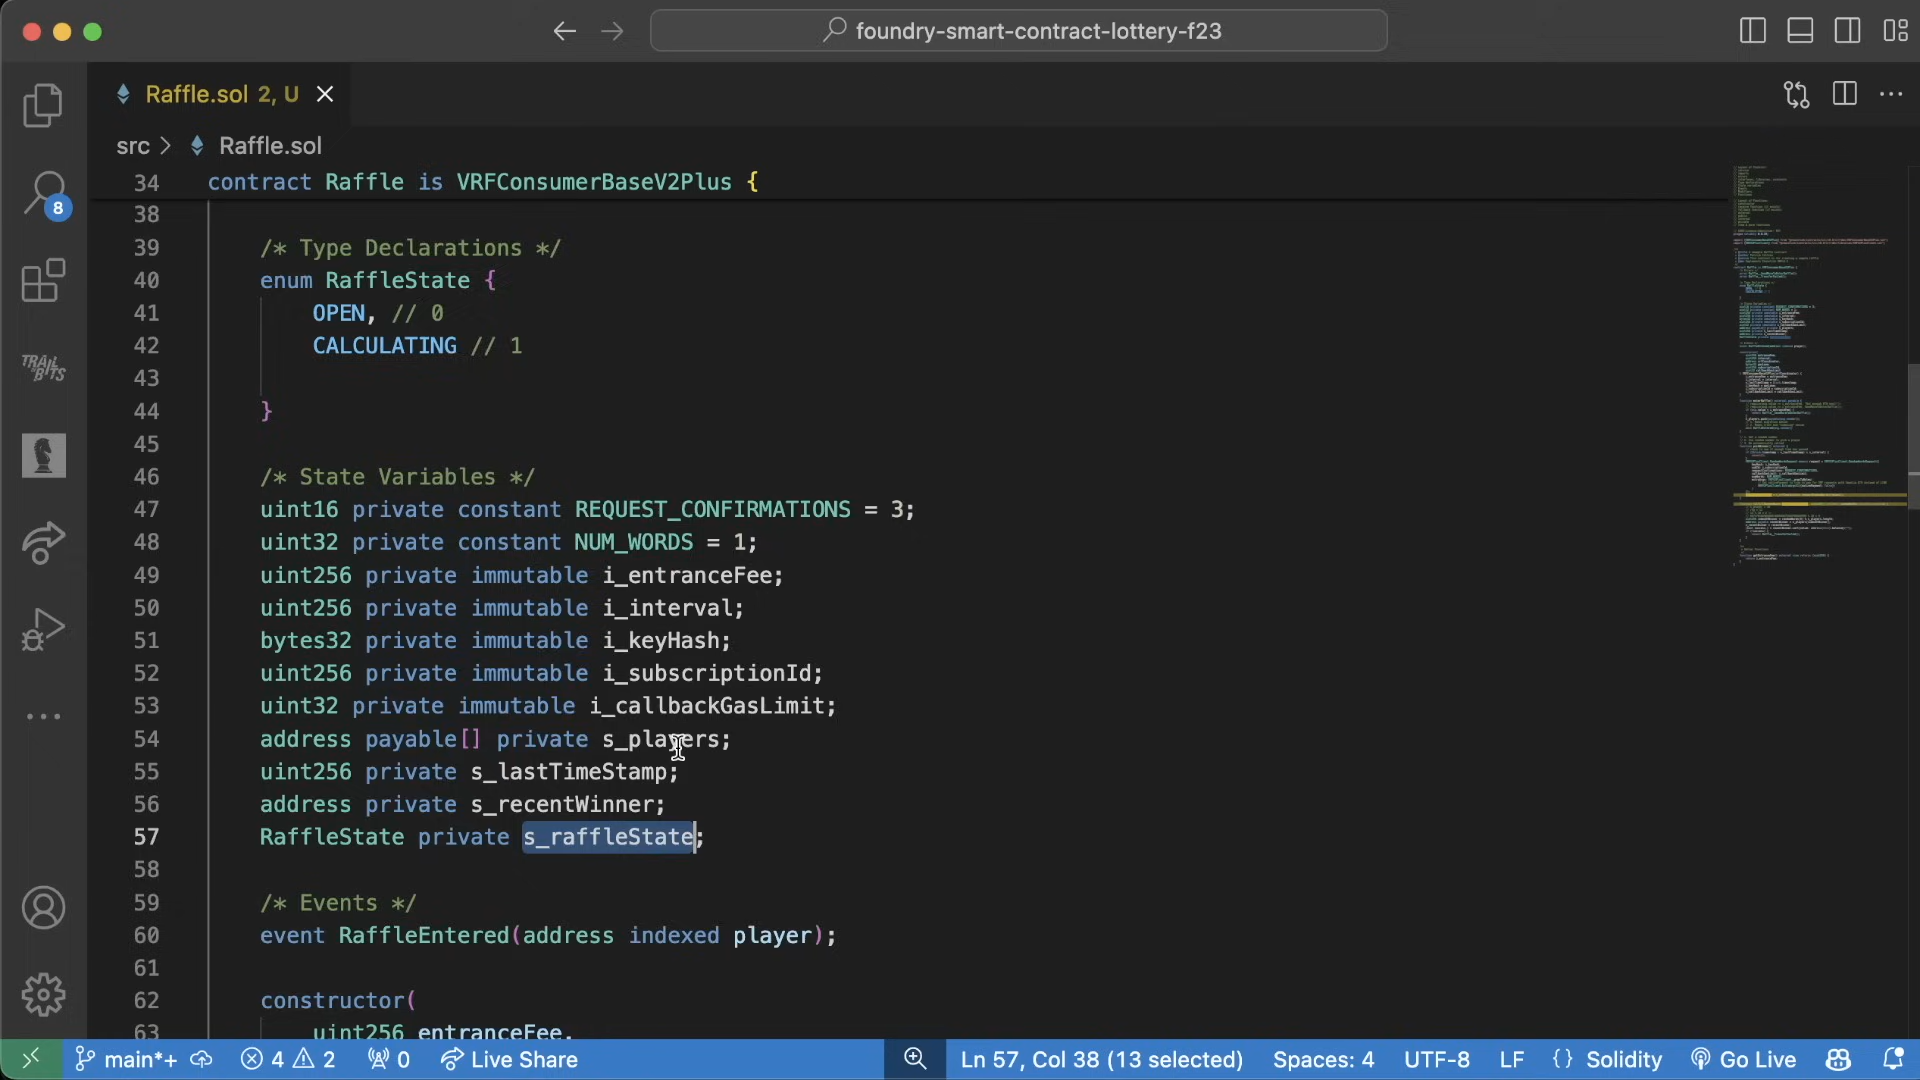 foundry-smart-contract-lottery-f23
Raffle.sol 2, U
src > Raffle.sol
8
TRAIL OF BITS
34 contract Raffle is VRFConsumerBaseV2Plus {
38
39 /* Type Declarations */
40 enum RaffleState {
41 OPEN, // 0
42 CALCULATING // 1
43
44 }
45
46 /* State Variables */
47 uint16 private constant REQUEST_CONFIRMATIONS = 3;
48 uint32 private constant NUM_WORDS = 1;
49 uint256 private immutable i_entranceFee;
50 uint256 private immutable i_interval;
51 bytes32 private immutable i_keyHash;
52 uint256 private immutable i_subscriptionId;
53 uint32 private immutable i_callbackGasLimit;
54 address payable[] private s_players;
55 uint256 private s_lastTimeStamp;
56 address private s_recentWinner;
57 RaffleState private s_raffleState;
58
59 /* Events */
60 event RaffleEntered(address indexed player);
61
62 constructor(
63 uint256 entranceFee,
main*+ 4 2 0 Live Share Ln 57, Col 38 (13 selected) Spaces: 4 UTF-8 LF {} Solidity Go Live